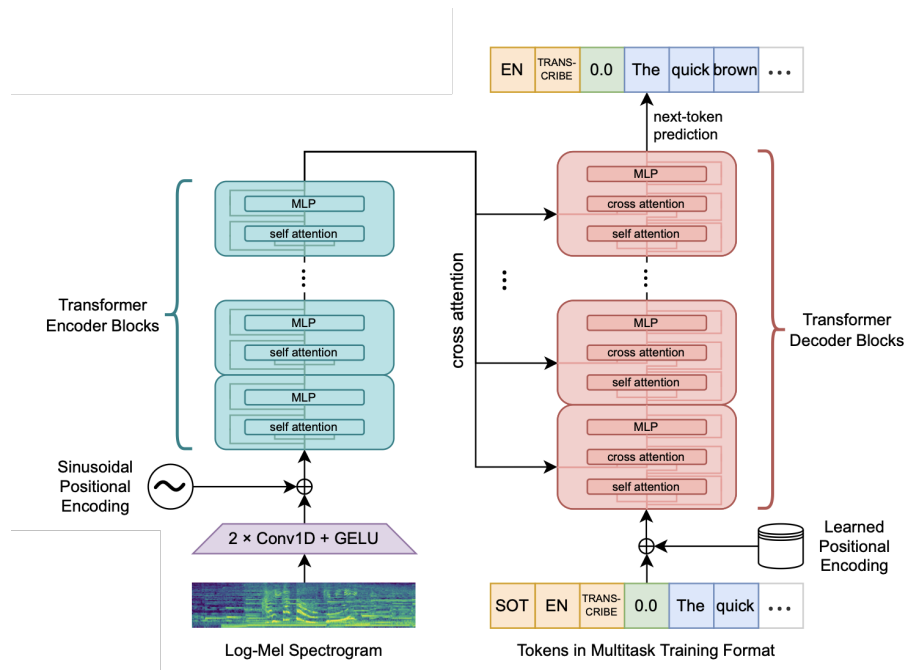 EN TRANS-CRIBE 0.0 The quick brown ...
next-token
prediction
MLP
cross attention
self attention
MLP
self attention
Transformer
Encoder Blocks
MLP
self attention
MLP
self attention
cross attention
...
MLP
cross attention
self attention
MLP
cross attention
self attention
Transformer
Decoder Blocks
Sinusoidal
Positional
Encoding
~
2 × Conv1D + GELU
Learned
Positional
Encoding
SOT EN TRANS-CRIBE 0.0 The quick ...
Log-Mel Spectrogram
Tokens in Multitask Training Format